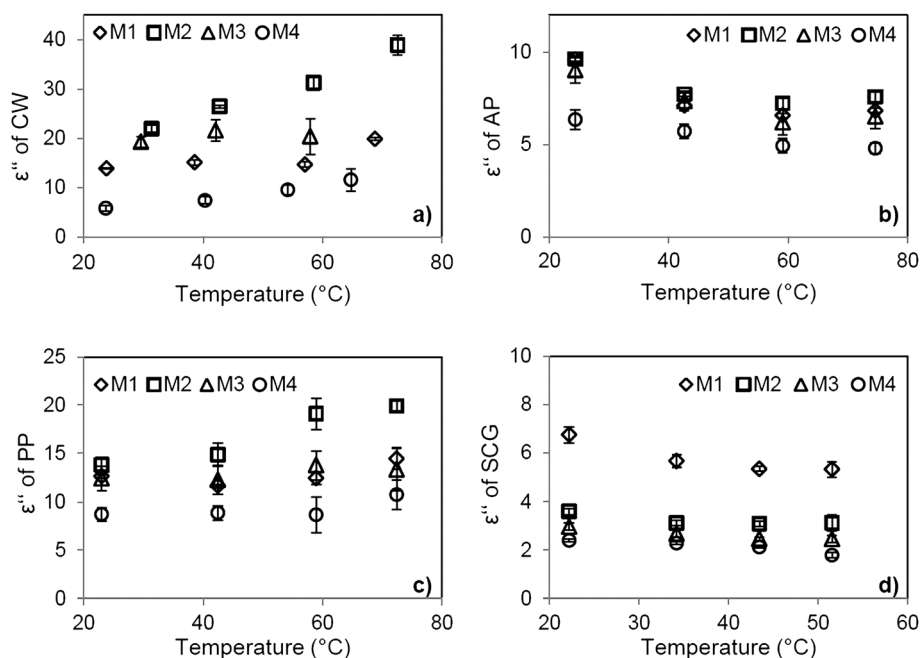 ◇M1 □M2 △M3 ○M4
ε“ of CW
40
30
20
10
0
20 40 60 80
Temperature (°C)
a)
◇M1 □M2 △M3 ○M4
ε“ of AP
10
5
0
20 30 40 50 60 70 80
Temperature (°C)
b)
◇M1 □M2 △M3 ○M4
ε“ of PP
25
20
15
10
5
0
20 40 60 80
Temperature (°C)
c)
◇M1 □M2 △M3 ○M4
ε“ of SCG
10
8
6
4
2
0
20 30 40 50 60
Temperature (°C)
d)